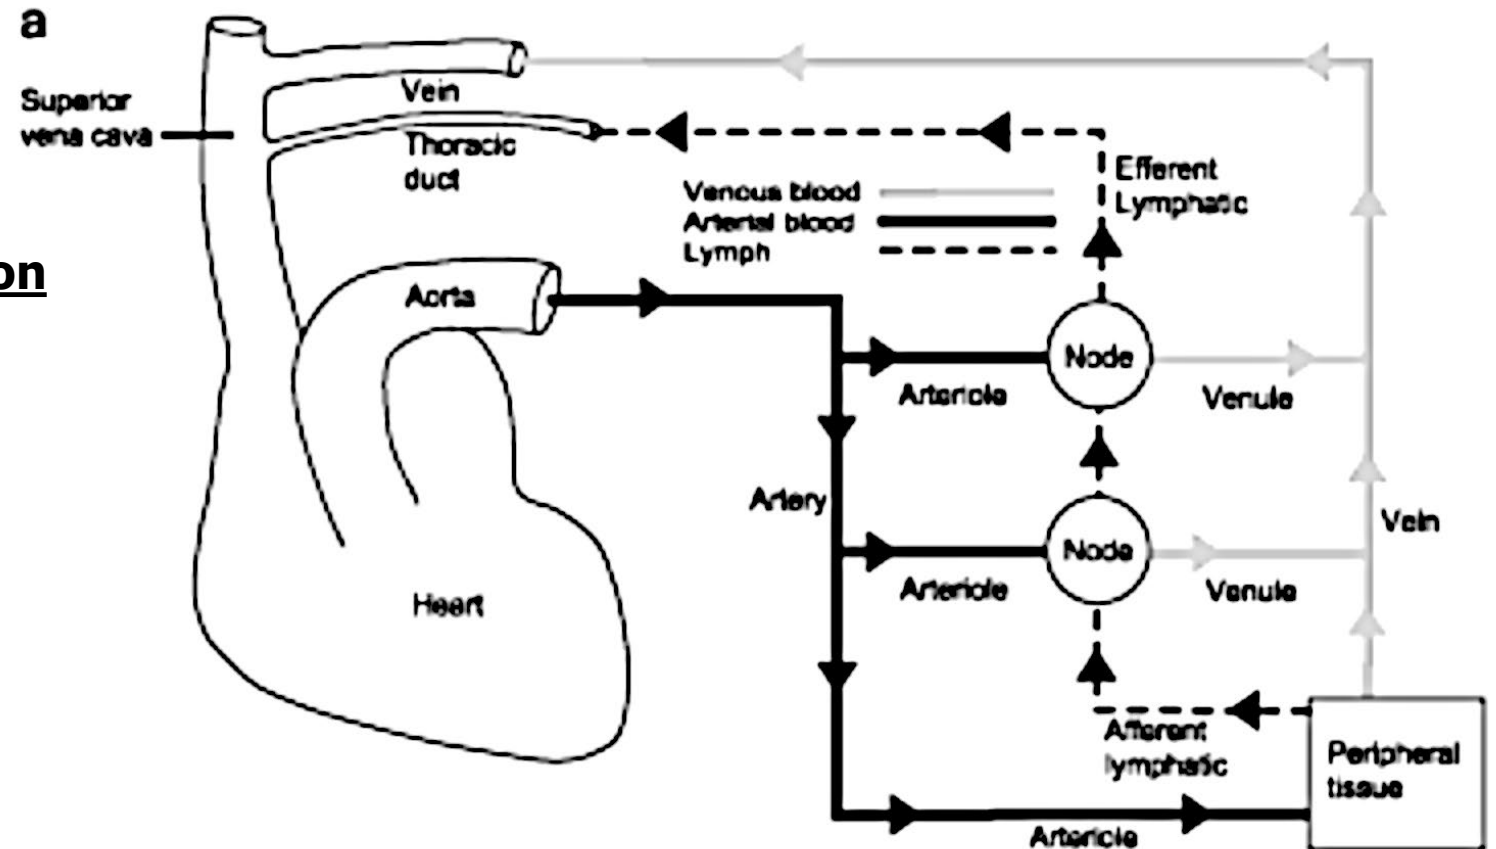 a
Superior
vena cava
Vein
Thoracic
duct
Venous blood
Arterial blood
Lymph
Efferent
Lymphatic
on
Aorta
Node
Arteriole
Venule
Artery
Vein
Node
Arteriole
Venule
Heart
Afferent
lymphatic
Peripheral
tissue
Arteriole